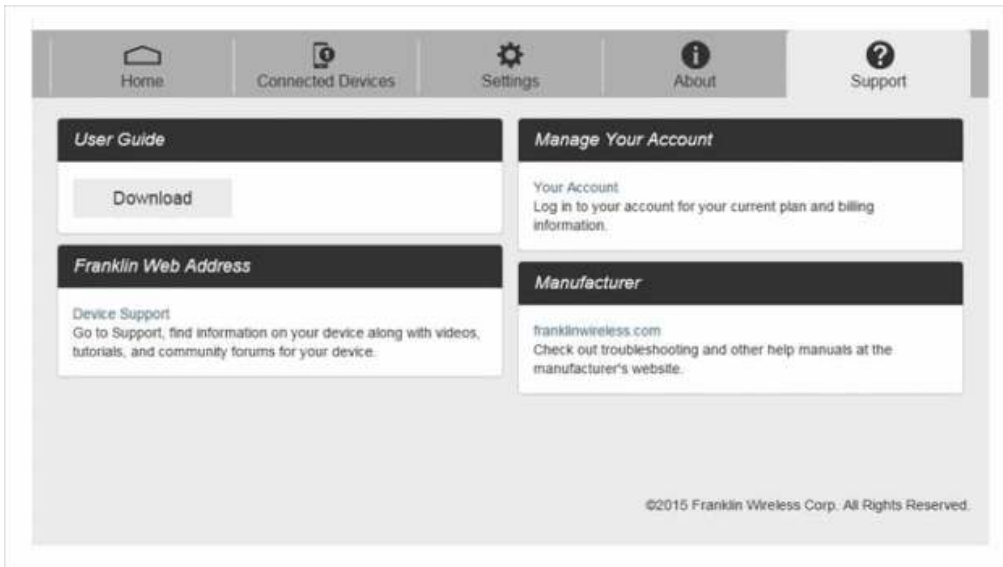 Home
Connected Devices
Settings
About
Support
User Guide
Download
Franklin Web Address
Device Support
Go to Support, find information on your device along with videos,
tutorials, and community forums for your device.
Manage Your Account
Your Account
Log in to your account for your current plan and billing
information.
Manufacturer
franklinwireless.com
Check out troubleshooting and other help manuals at the
manufacturer's website.
©2015 Franklin Wireless Corp. All Rights Reserved.